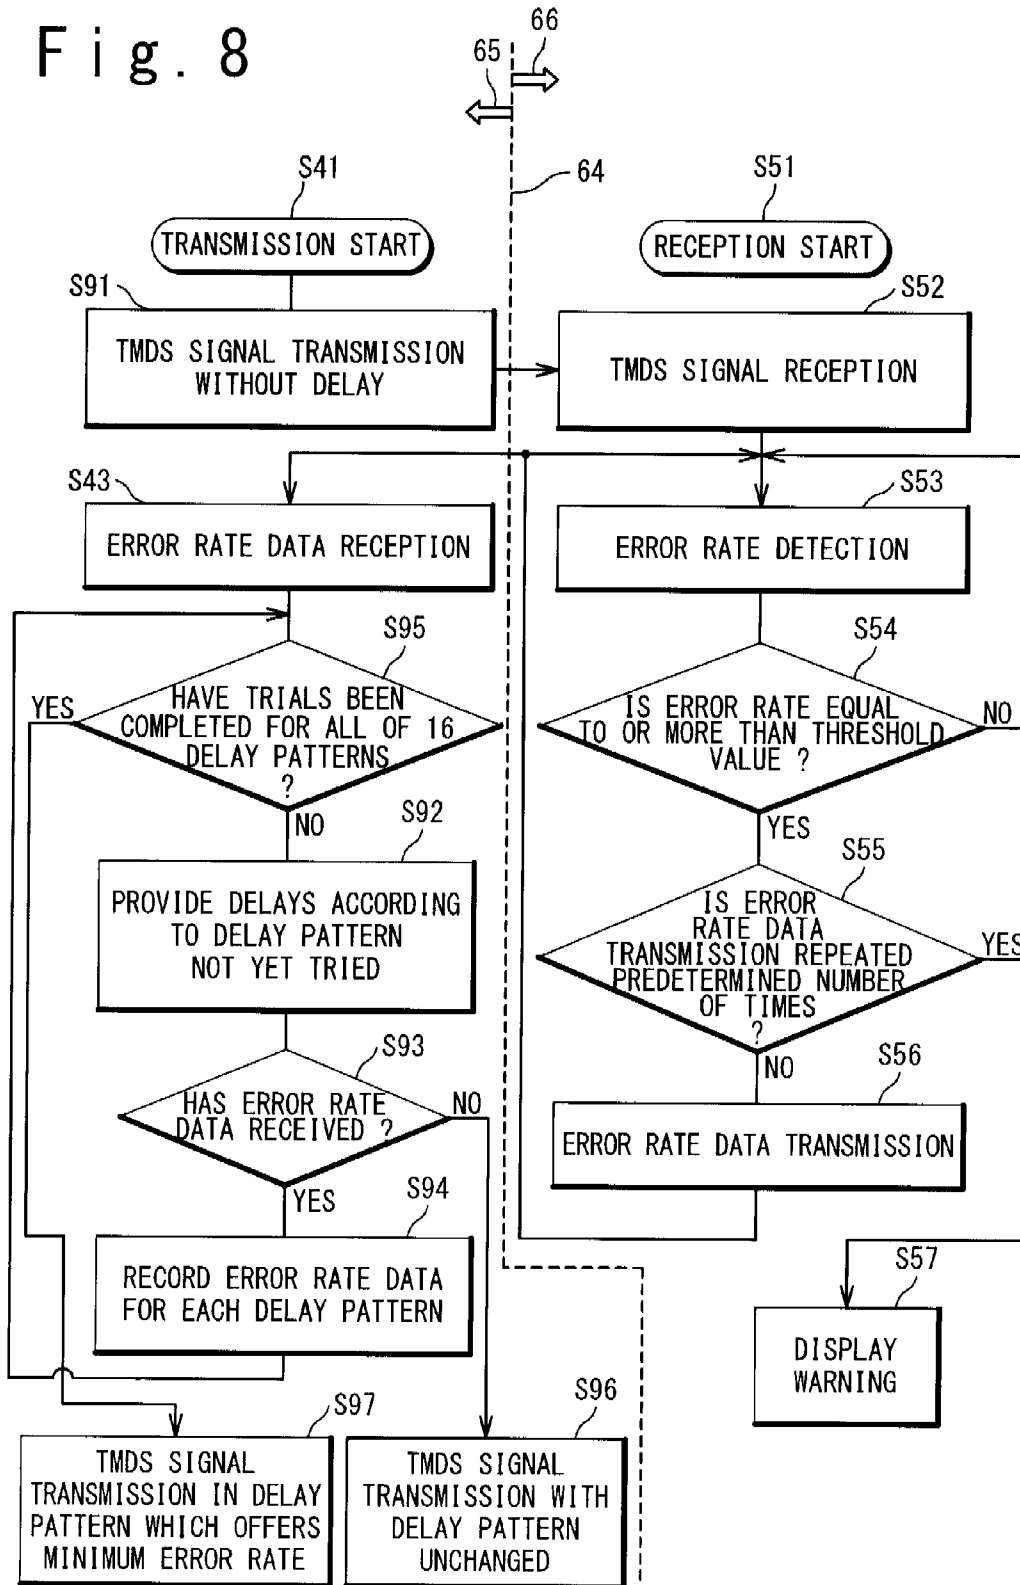 Fig. 8
66
65
64
S41
S51
TRANSMISSION START
RECEPTION START
S91
S52
TMDS SIGNAL TRANSMISSION
WITHOUT DELAY
TMDS SIGNAL RECEPTION
S43
S53
ERROR RATE DATA RECEPTION
ERROR RATE DETECTION
S95
S54
YES
HAVE TRIALS BEEN
COMPLETED FOR ALL OF 16
DELAY PATTERNS
?
IS ERROR RATE EQUAL
TO OR MORE THAN THRESHOLD
VALUE ?
NO
NO
YES
S92
S55
PROVIDE DELAYS ACCORDING
TO DELAY PATTERN
NOT YET TRIED
IS ERROR
RATE DATA
TRANSMISSION REPEATED
PREDETERMINED NUMBER
OF TIMES
?
YES
NO
S93
S56
HAS ERROR RATE
DATA RECEIVED ?
NO
YES
ERROR RATE DATA TRANSMISSION
S94
S57
RECORD ERROR RATE DATA
FOR EACH DELAY PATTERN
DISPLAY
WARNING
S97
S96
TMDS SIGNAL
TRANSMISSION IN DELAY
PATTERN WHICH OFFERS
MINIMUM ERROR RATE
TMDS SIGNAL
TRANSMISSION WITH
DELAY PATTERN
UNCHANGED